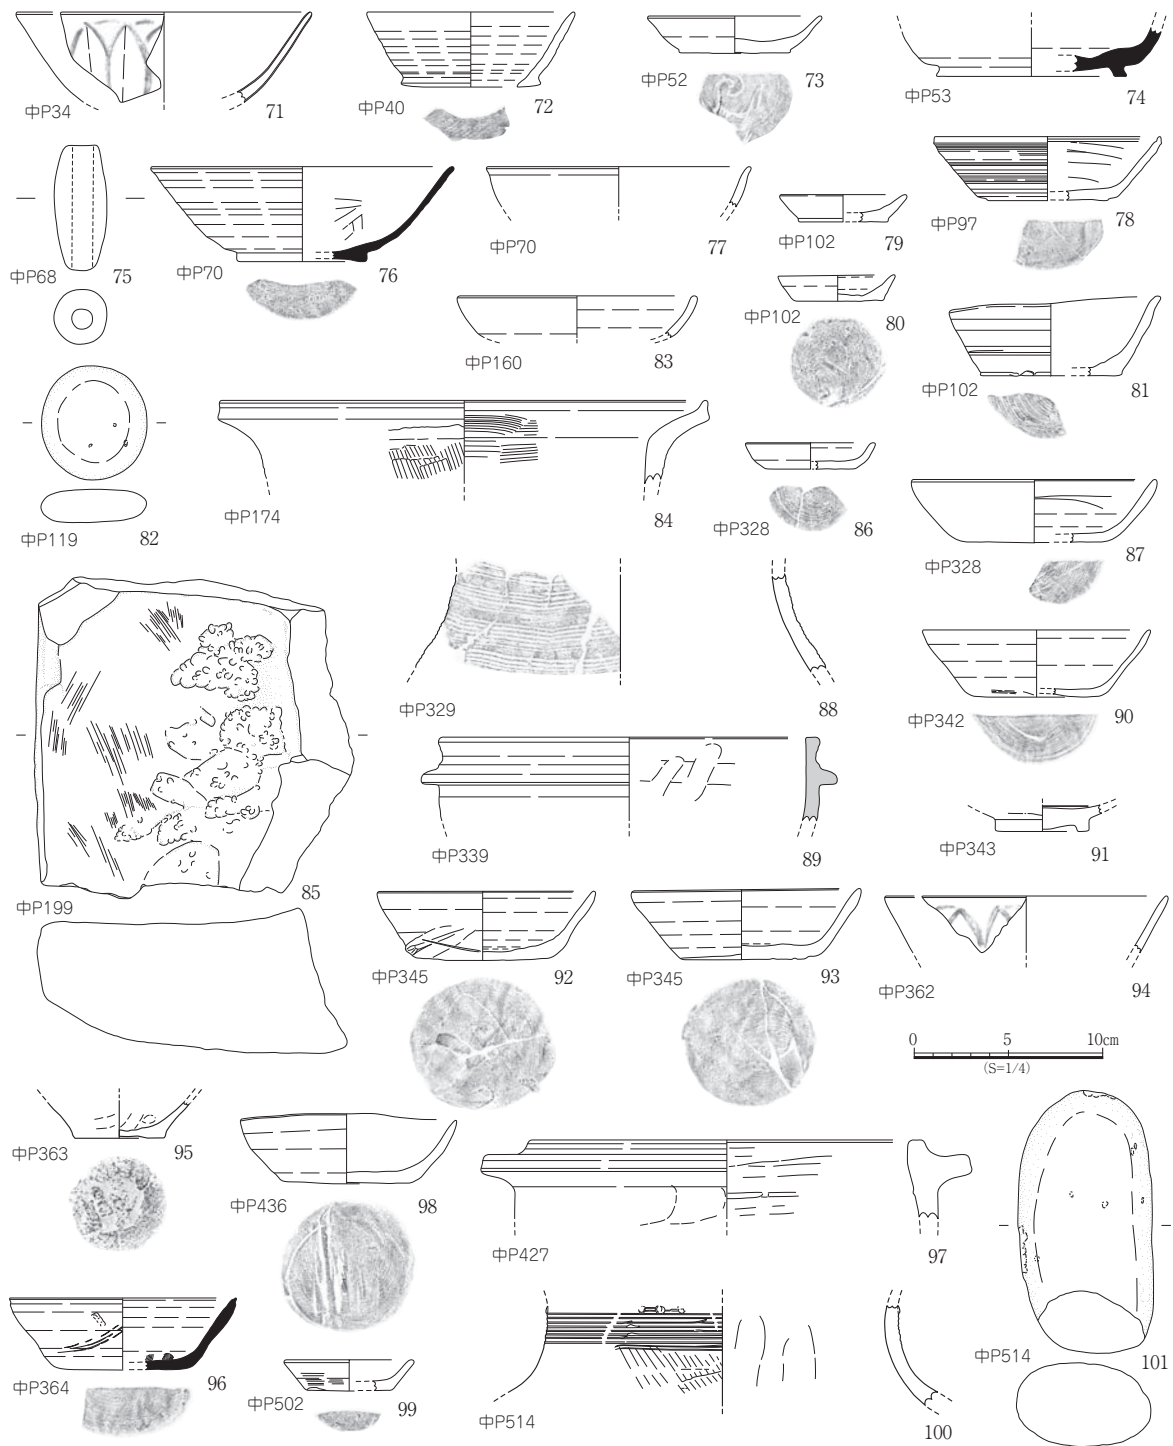 中P34 71
中P40 72
中P52 73
中P53 74
中P68 75
中P70 76
中P70 77
中P97 78
中P102 79
中P102 80
中P102 81
中P119 82
中P160 83
中P174 84
中P199 85
中P328 86
中P328 87
中P329 88
中P339 89
中P342 90
中P343 91
中P345 92
中P345 93
中P362 94
0 5 10cm
(S=1/4)
中P363 95
中P364 96
中P427 97
中P436 98
中P502 99
中P514 100
中P514 101